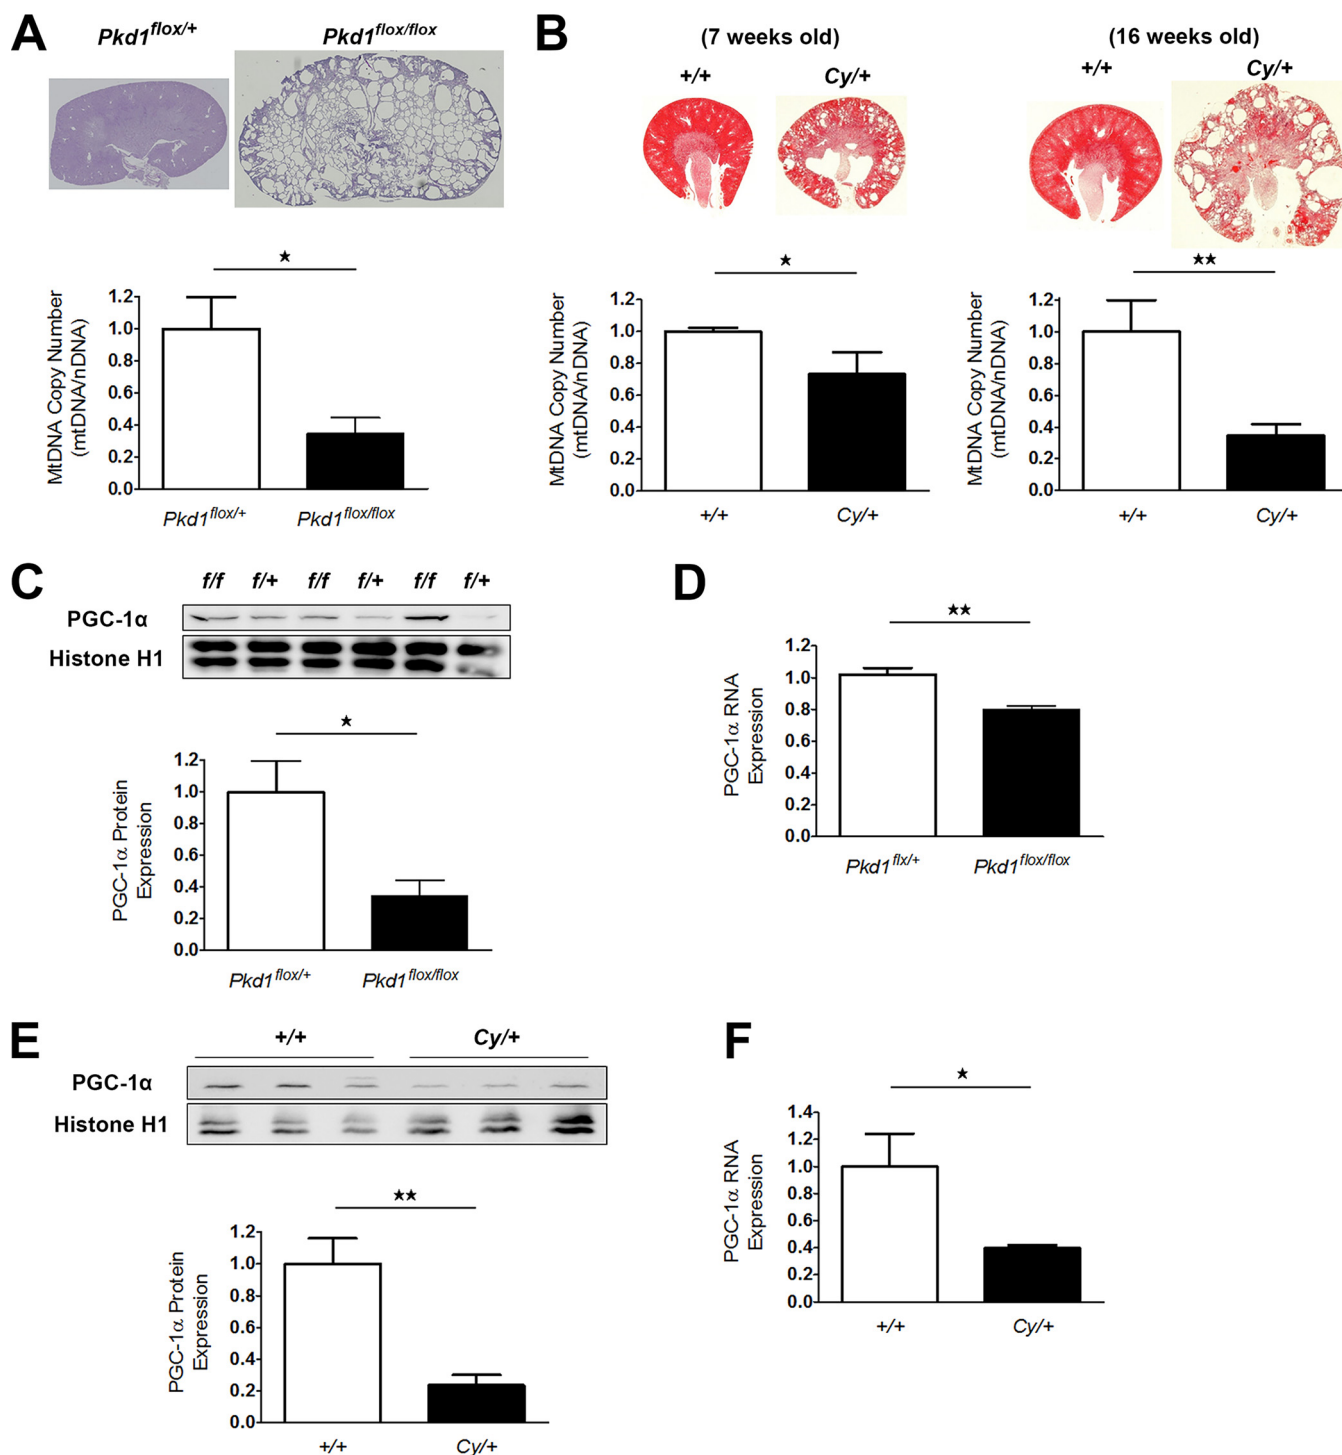 A
Pkd1flox/+
Pkd1flox/flox
★
MtDNA Copy Number
(mtDNA/nDNA)
1.2
1.0
0.8
0.6
0.4
0.2
0.0
Pkd1flox/+
Pkd1flox/flox
B
(7 weeks old)
(16 weeks old)
+/+
Cy/+
+/+
Cy/+
★
MtDNA Copy Number
(mtDNA/nDNA)
1.2
1.0
0.8
0.6
0.4
0.2
0.0
+/+
Cy/+
★★
MtDNA Copy Number
(mtDNA/nDNA)
1.2
1.0
0.8
0.6
0.4
0.2
0.0
+/+
Cy/+
C
f/f f/+ f/f f/+ f/f f/+
PGC-1α
Histone H1
★
PGC-1α Protein
Expression
1.2
1.0
0.8
0.6
0.4
0.2
0.0
Pkd1flox/+
Pkd1flox/flox
D
★★
PGC-1α RNA
Expression
1.2
1.0
0.8
0.6
0.4
0.2
0.0
Pkd1flx/+
Pkd1flox/flox
E
+/+
Cy/+
PGC-1α
Histone H1
★★
PGC-1α Protein
Expression
1.2
1.0
0.8
0.6
0.4
0.2
0.0
+/+
Cy/+
F
★
PGC-1α RNA
Expression
1.4
1.2
1.0
0.8
0.6
0.4
0.2
0.0
+/+
Cy/+